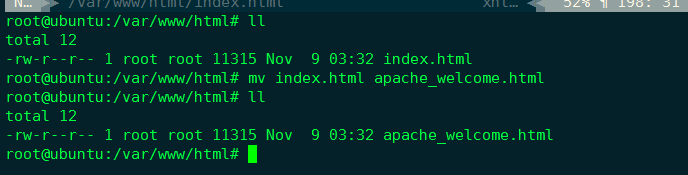 N… /var/www/html/index.html xht… 52% ¶ 198: 31
root@ubuntu:/var/www/html# ll
total 12
-rw-r--r-- 1 root root 11315 Nov  9 03:32 index.html
root@ubuntu:/var/www/html# mv index.html apache_welcome.html
root@ubuntu:/var/www/html# ll
total 12
-rw-r--r-- 1 root root 11315 Nov  9 03:32 apache_welcome.html
root@ubuntu:/var/www/html#